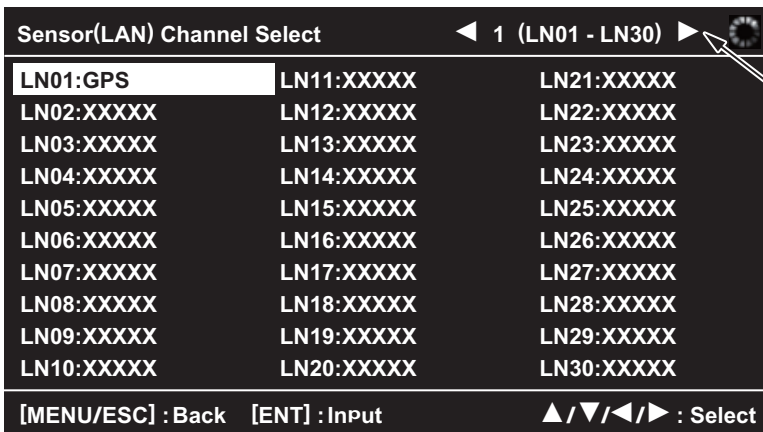 Sensor(LAN) Channel Select ◀ 1 (LN01 - LN30) ▶
LN01:GPS LN11:XXXXX LN21:XXXXX
LN02:XXXXX LN12:XXXXX LN22:XXXXX
LN03:XXXXX LN13:XXXXX LN23:XXXXX
LN04:XXXXX LN14:XXXXX LN24:XXXXX
LN05:XXXXX LN15:XXXXX LN25:XXXXX
LN06:XXXXX LN16:XXXXX LN26:XXXXX
LN07:XXXXX LN17:XXXXX LN27:XXXXX
LN08:XXXXX LN18:XXXXX LN28:XXXXX
LN09:XXXXX LN19:XXXXX LN29:XXXXX
LN10:XXXXX LN20:XXXXX LN30:XXXXX
[MENU/ESC] : Back [ENT] : Input ▲/▼/◀/▶ : Select